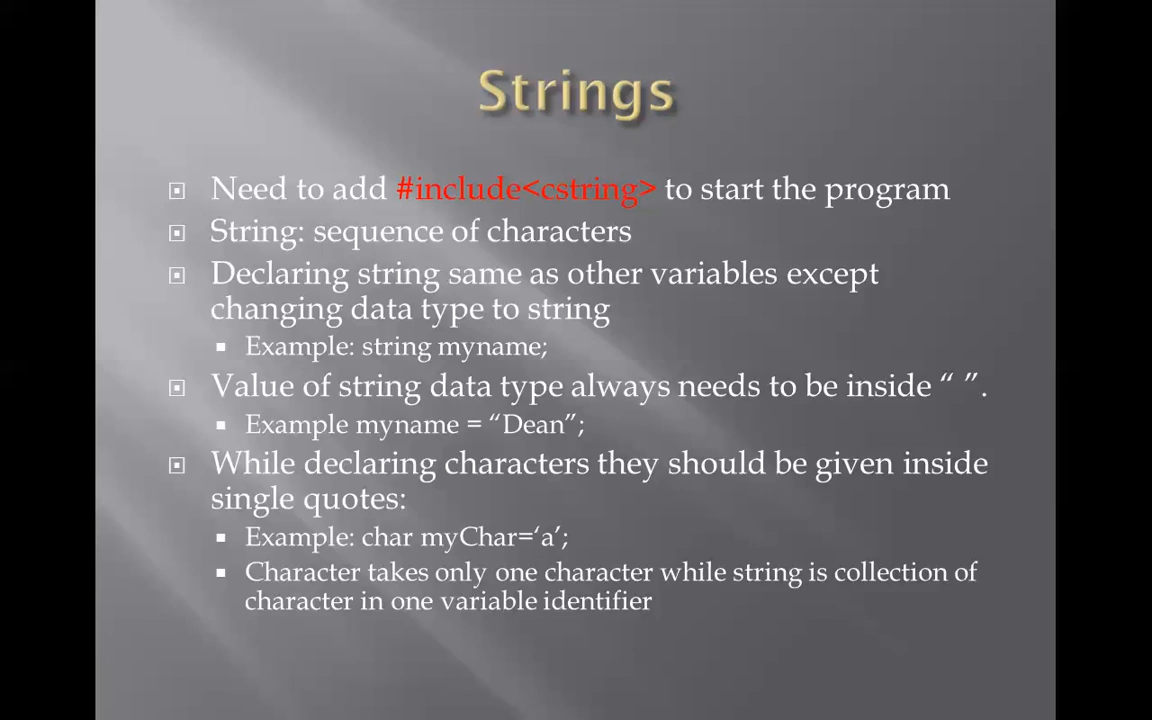 Strings
Need to add #include<cstring> to start the program
String: sequence of characters
Declaring string same as other variables except
changing data type to string
Example: string myname;
Value of string data type always needs to be inside “ ”.
Example myname = “Dean”;
While declaring characters they should be given inside
single quotes:
Example: char myChar=‘a’;
Character takes only one character while string is collection of
character in one variable identifier